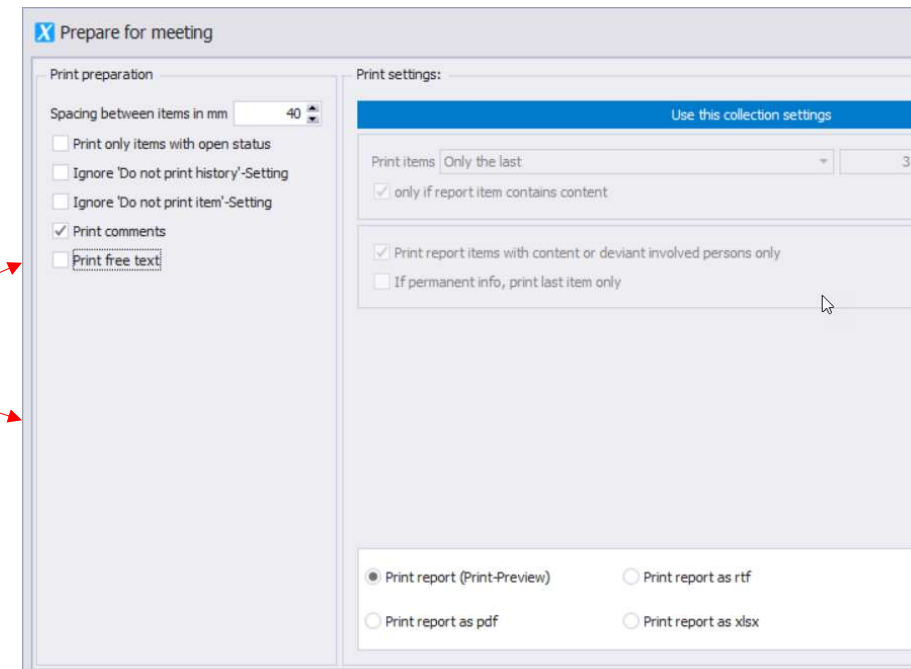 Prepare for meeting
Print preparation
Spacing between items in mm 40
Print only items with open status
Ignore 'Do not print history'-Setting
Ignore 'Do not print item'-Setting
Print comments
Print free text
Print settings:
Use this collection settings
Print items Only the last 3
only if report item contains content
Print report items with content or deviant involved persons only
If permanent info, print last item only
Print report (Print-Preview) Print report as rtf
Print report as pdf Print report as xlsx